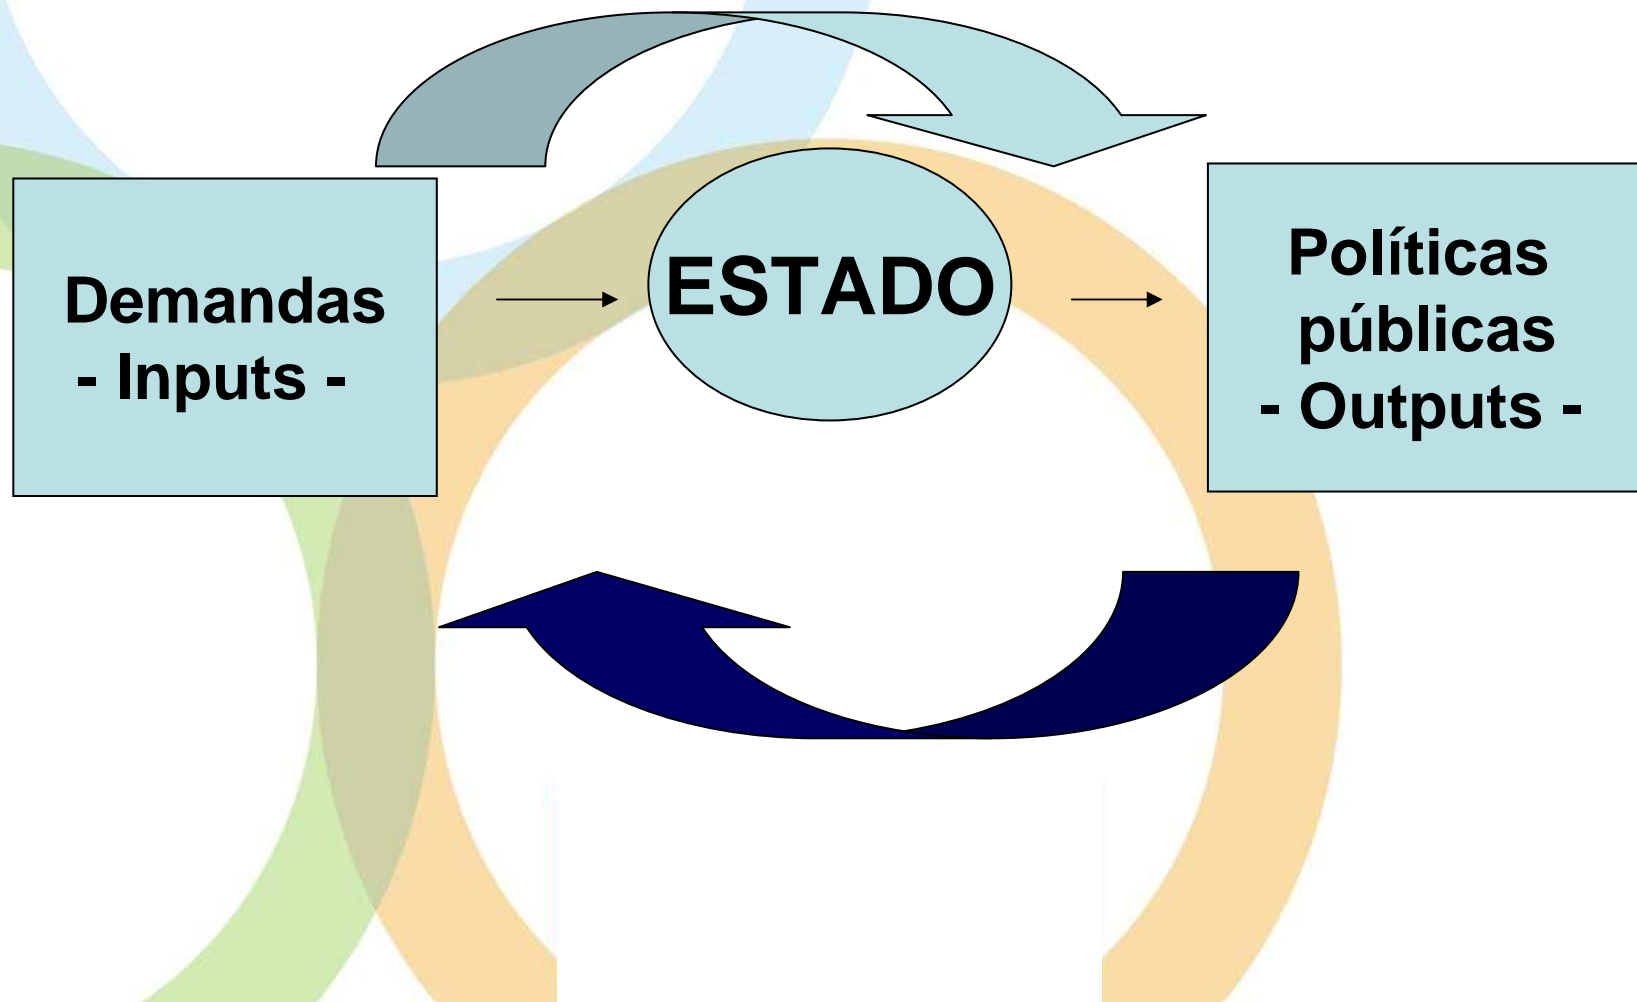 Demandas
- Inputs -
ESTADO
Políticas
públicas
- Outputs -